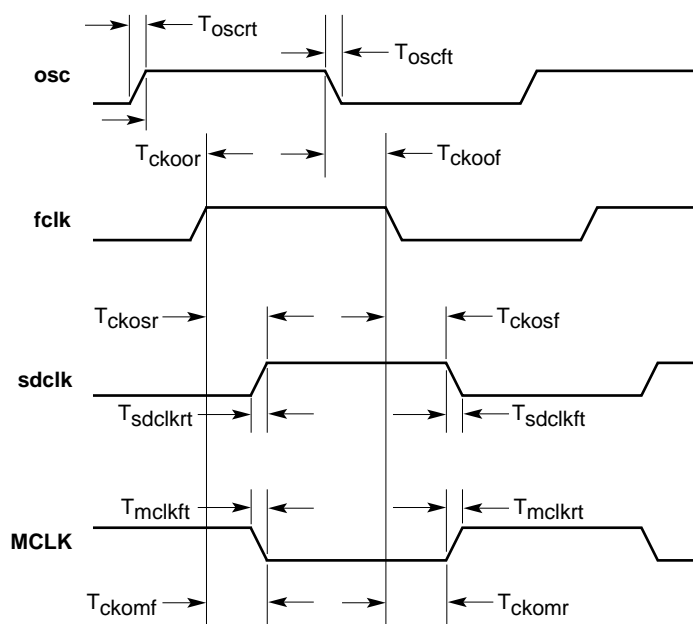 T_oscrt
T_oscft
osc
T_ckoor
T_ckoof
fclk
T_ckosr
T_ckosf
sdclk
T_sdclkrt
T_sdclkft
T_mclkft
T_mclkrt
MCLK
T_ckomf
T_ckomr